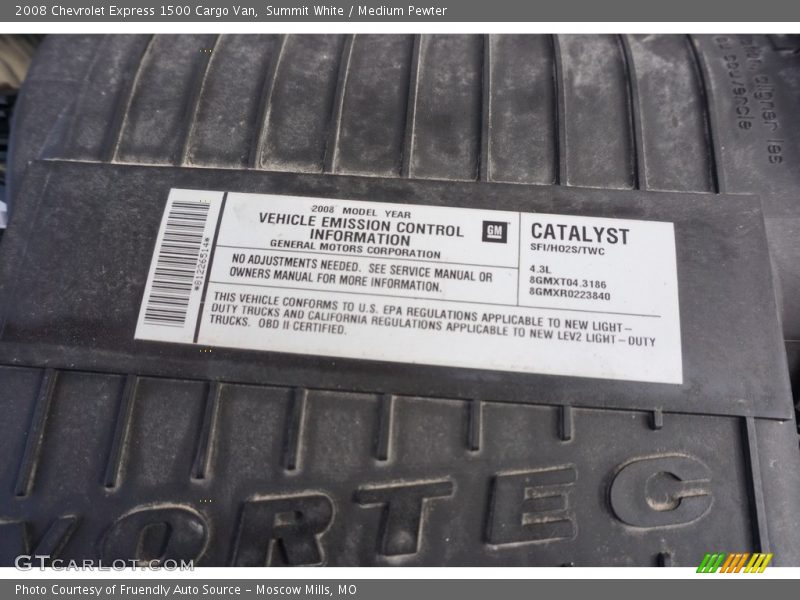 2008 Chevrolet Express 1500 Cargo Van, Summit White / Medium Pewter
2008 MODEL YEAR
VEHICLE EMISSION CONTROL
INFORMATION
GENERAL MOTORS CORPORATION
GM
NO ADJUSTMENTS NEEDED. SEE SERVICE MANUAL OR
OWNERS MANUAL FOR MORE INFORMATION.
CATALYST
SFI/HO2S/TWC
4.3L
8GMXT04.3186
8GMXR0223840
THIS VEHICLE CONFORMS TO U.S. EPA REGULATIONS APPLICABLE TO NEW LIGHT-
DUTY TRUCKS AND CALIFORNIA REGULATIONS APPLICABLE TO NEW LEV2 LIGHT-DUTY
TRUCKS. OBD II CERTIFIED.
*81226514*
VORTEC
GTCarLot.com
Photo Courtesy of Fruendly Auto Source - Moscow Mills, MO